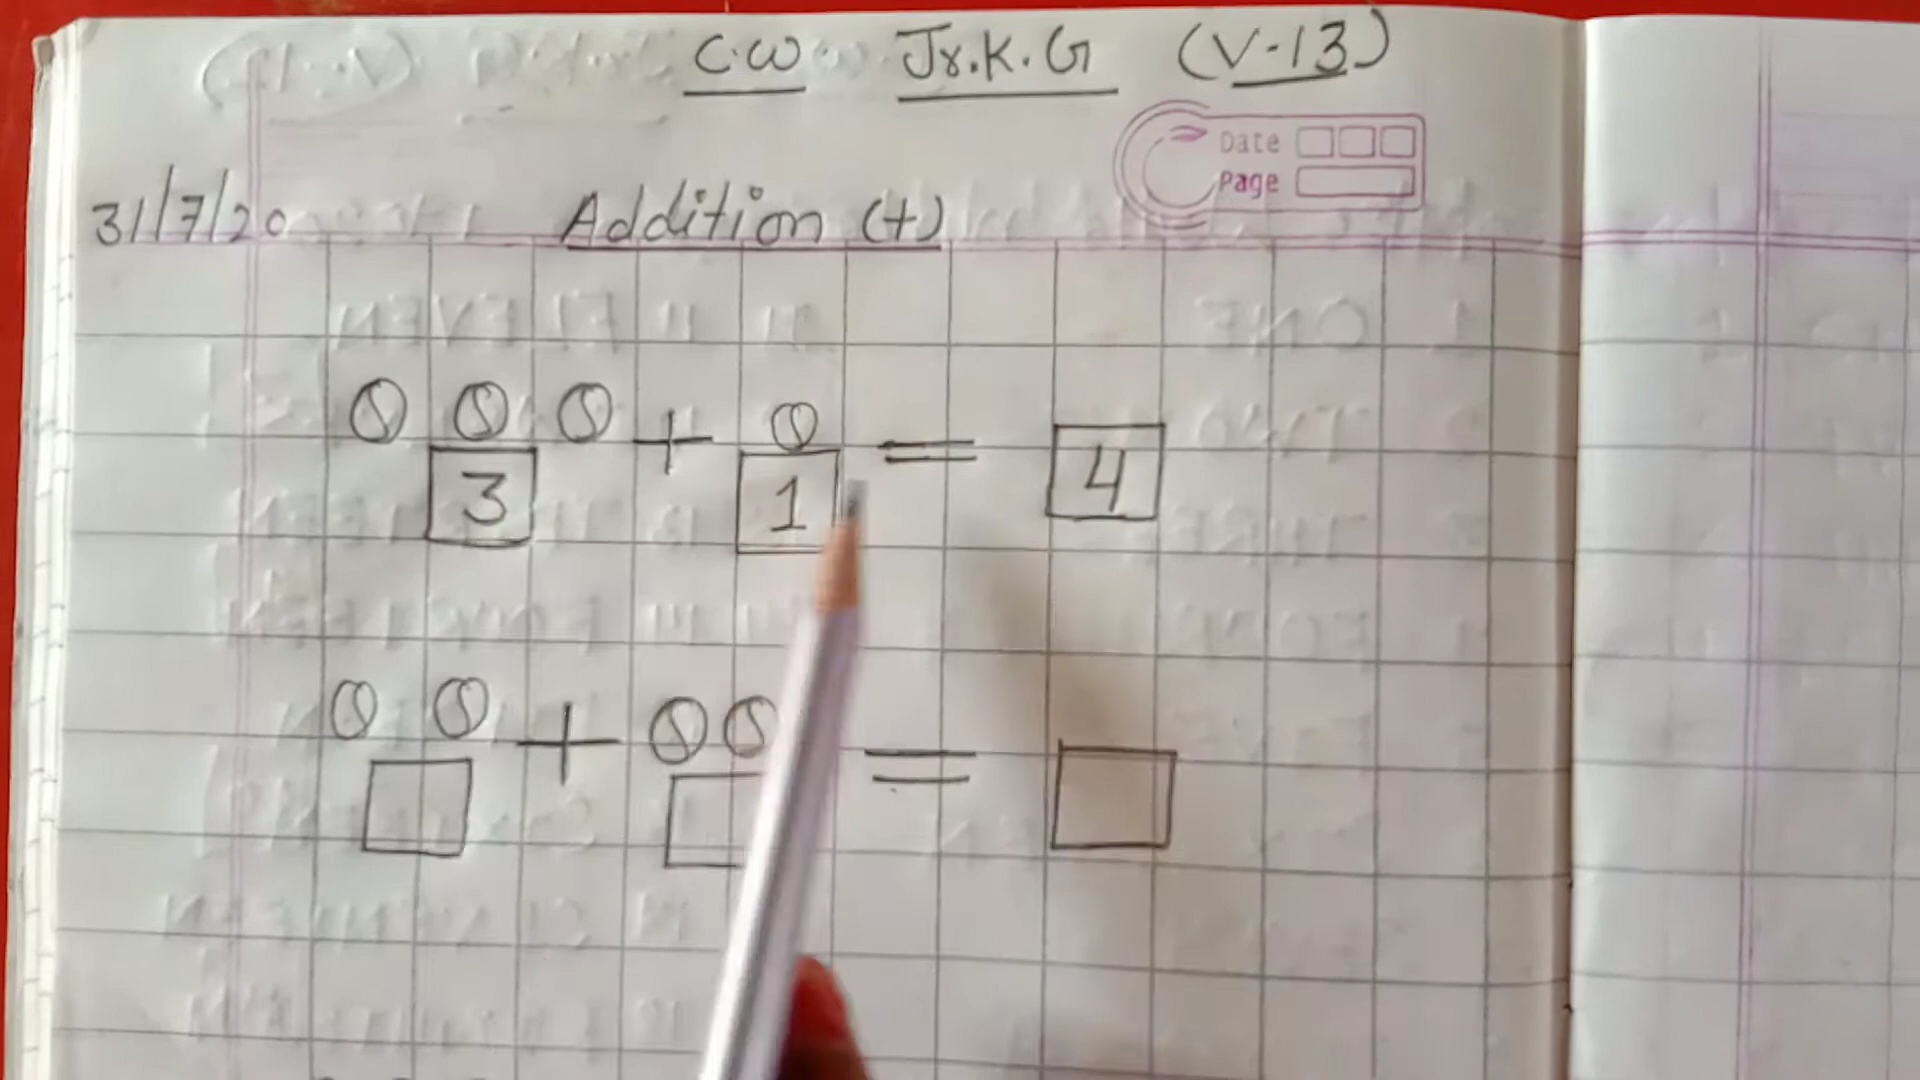 C.W Jr.K.G (V-13)
Date
Page
31/7/20 Addition (+)
+ = 4
3 1
+ =